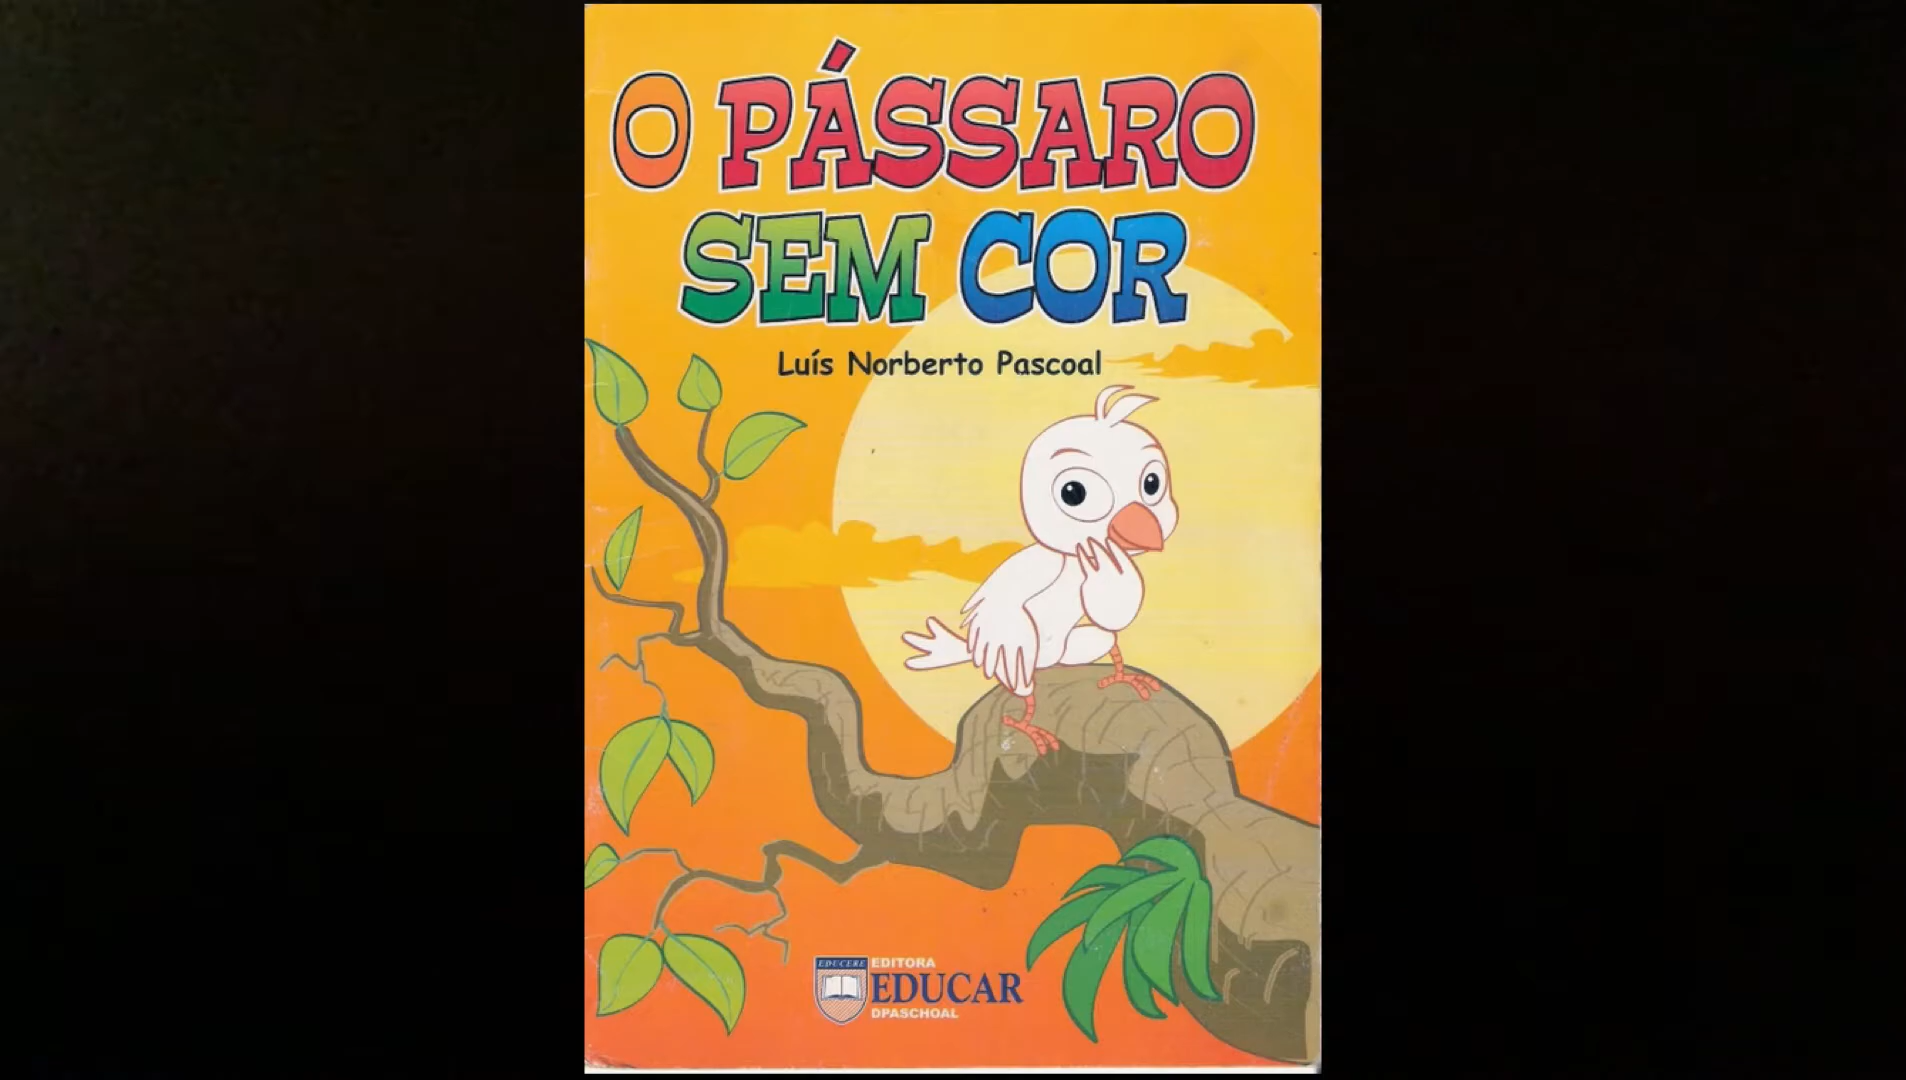 O PÁSSARO
SEM COR
Luís Norberto Pascoal
EDUCERE
EDITORA
EDUCAR
DPASCHOAL